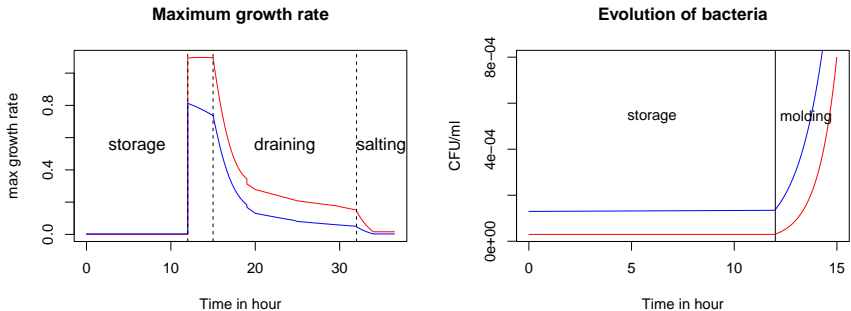 Maximum growth rate
max growth rate
0.0
0.4
0.8
storage
draining
salting
0
10
20
30
Time in hour
Evolution of bacteria
CFU/ml
0e+00
4e-04
8e-04
storage
molding
0
5
10
15
Time in hour